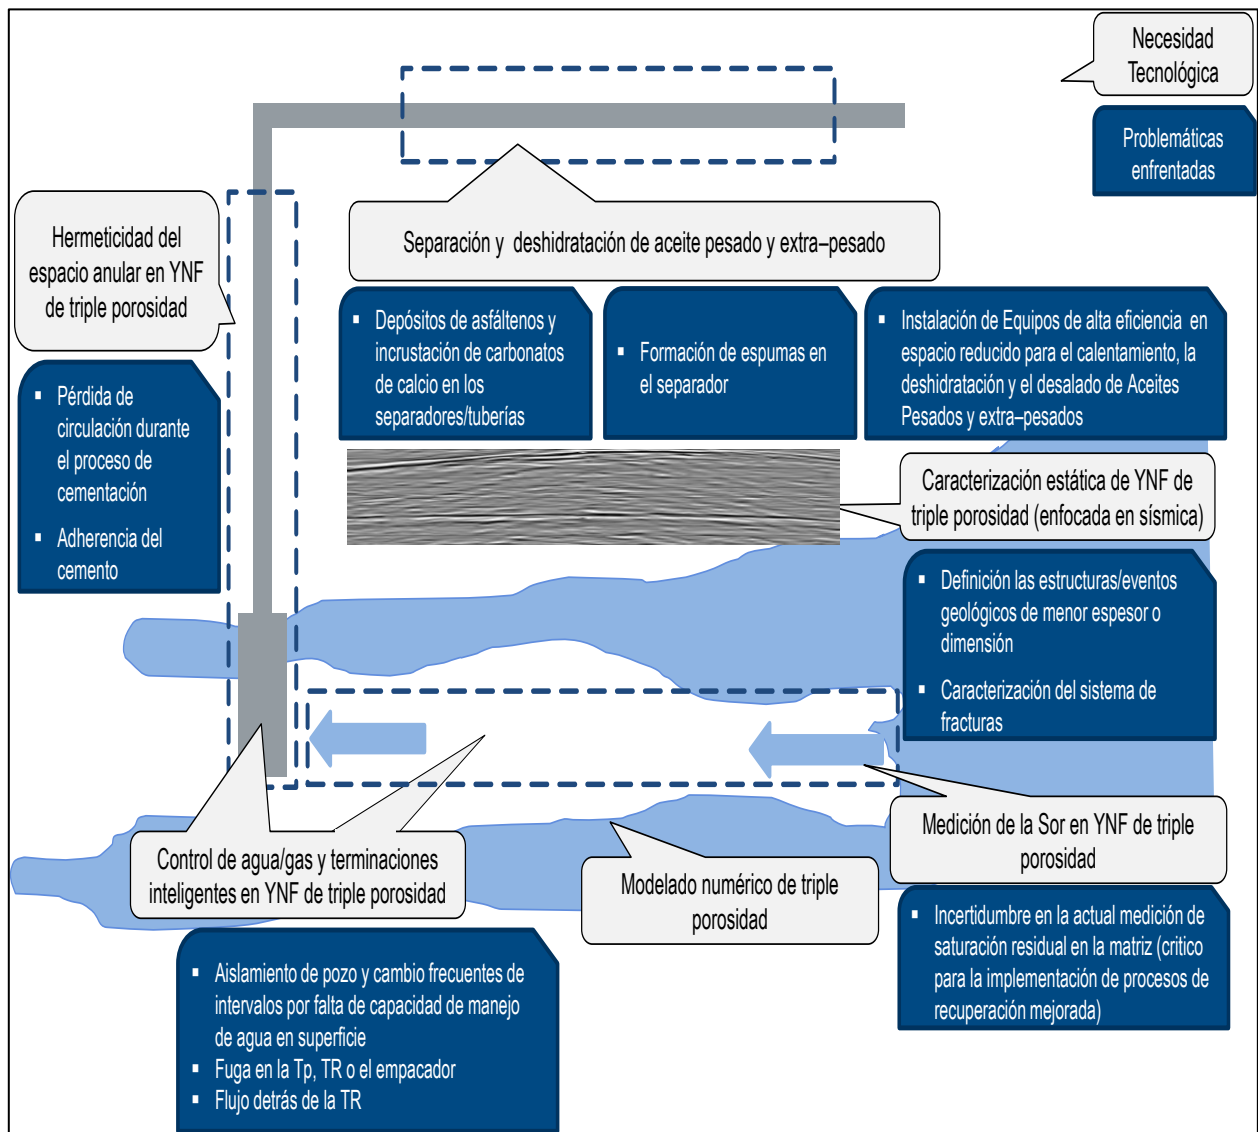 Necesidad
Tecnológica
Problemáticas
enfrentadas
Hermeticidad del
espacio anular en YNF
de triple porosidad
Separación y deshidratación de aceite pesado y extra–pesado
▪ Pérdida de
circulación durante
el proceso de
cementación
▪ Adherencia del
cemento
▪ Depósitos de asfáltenos y
incrustación de carbonatos
de calcio en los
separadores/tuberías
▪ Formación de espumas en
el separador
▪ Instalación de Equipos de alta eficiencia en
espacio reducido para el calentamiento, la
deshidratación y el desalado de Aceites
Pesados y extra–pesados
Caracterización estática de YNF de
triple porosidad (enfocada en sísmica)
▪ Definición las estructuras/eventos
geológicos de menor espesor o
dimensión
▪ Caracterización del sistema de
fracturas
Control de agua/gas y terminaciones
inteligentes en YNF de triple porosidad
Modelado numérico de triple
porosidad
Medición de la Sor en YNF de triple
porosidad
▪ Aislamiento de pozo y cambio frecuentes de
intervalos por falta de capacidad de manejo
de agua en superficie
▪ Fuga en la Tp, TR o el empacador
▪ Flujo detrás de la TR
▪ Incertidumbre en la actual medición de
saturación residual en la matriz (critico
para la implementación de procesos de
recuperación mejorada)